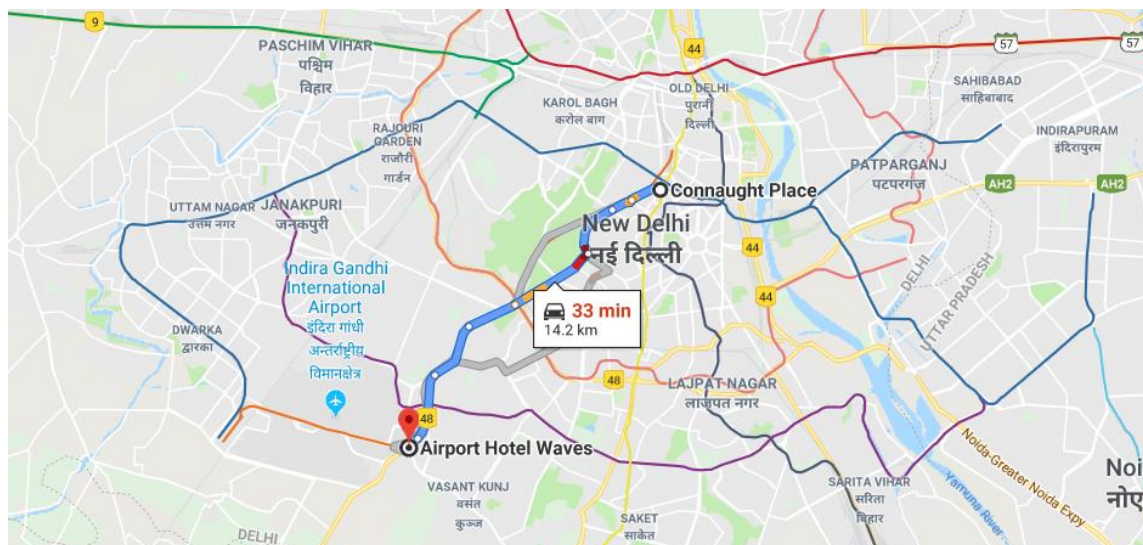 9
PASCHIM VIHAR
पश्चिम
विहार
44
57
57
OLD DELHI
पुरानी
दिल्ली
SAHIBABAD
साहिबाबाद
KAROL BAGH
करोल बाग
RAJOURI
GARDEN
राजौरी
गार्डन
INDIRAPURAM
इंदिरापुरम
PATPARGANJ
पटपरगंज
AH2
AH2
Connaught Place
UTTAM NAGAR
उत्तम नगर
JANAKPURI
जनकपुरी
New Delhi
नई दिल्ली
44
DELHI
UTTAR PRADESH
Indira Gandhi
International
Airport
इंदिरा गांधी
अन्तर्राष्ट्रीय
विमानक्षेत्र
33 min
14.2 km
44
DWARKA
द्वारका
48
LAJPAT NAGAR
लाजपत नगर
48
Airport Hotel Waves
Noida-Greater Noida Expy
Noi
नोए
VASANT KUNJ
वसंत
कुञ्ज
SARITA VIHAR
सरिता
विहार
Yamuna River
SAKET
साकेत
DELHI